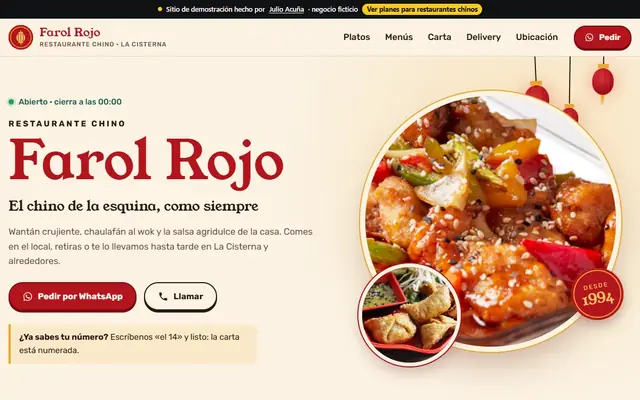 Sitio de demostración hecho por Julio Acuña · negocio ficticio Ver planes para restaurantes chinos
Farol Rojo
RESTAURANTE CHINO · LA CISTERNA
Platos Menús Carta Delivery Ubicación Pedir
Abierto · cierra a las 00:00
RESTAURANTE CHINO
Farol Rojo
El chino de la esquina, como siempre
Wantán crujiente, chaulafán al wok y la salsa agridulce de la casa. Comes
en el local, retiras o te lo llevamos hasta tarde en La Cisterna y
alrededores.
Pedir por WhatsApp Llamar
¿Ya sabes tu número? Escríbenos «el 14» y listo: la carta
está numerada.
DESDE
1994